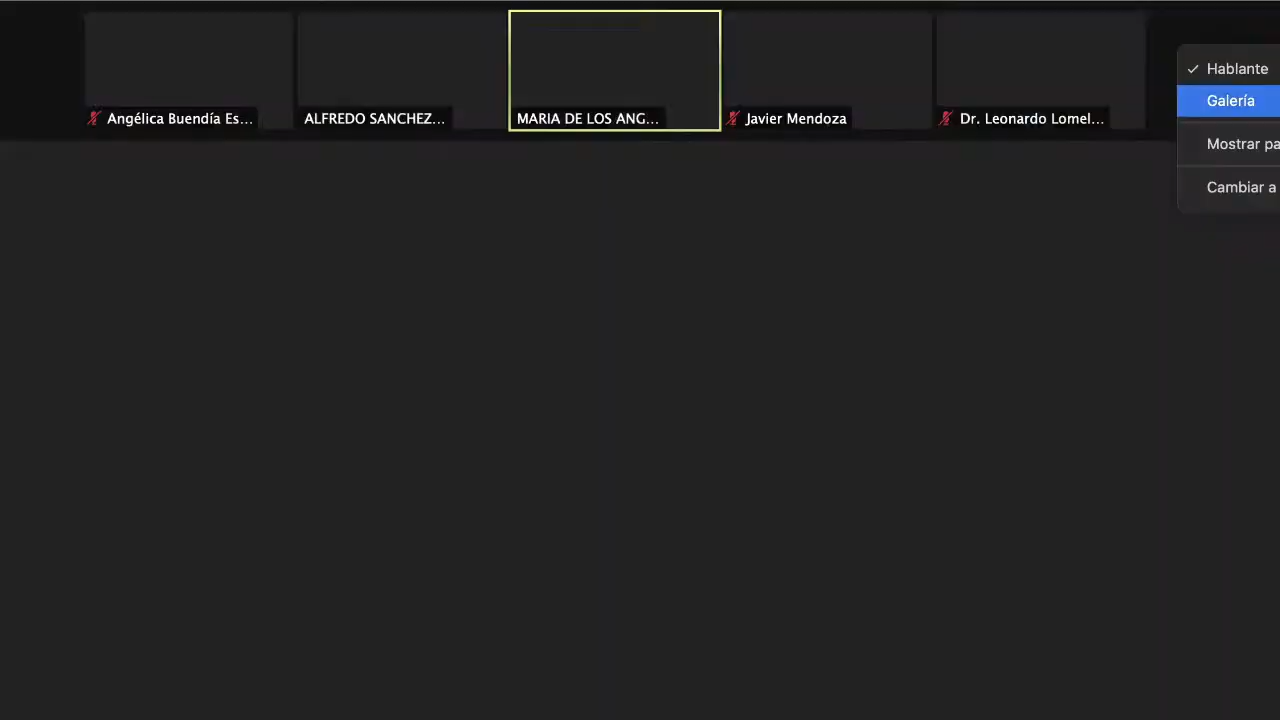 Angélica Buendía Es...
ALFREDO SANCHEZ...
MARIA DE LOS ANG...
Javier Mendoza
Dr. Leonardo Lomel...
Hablante
Galería
Mostrar pa
Cambiar a